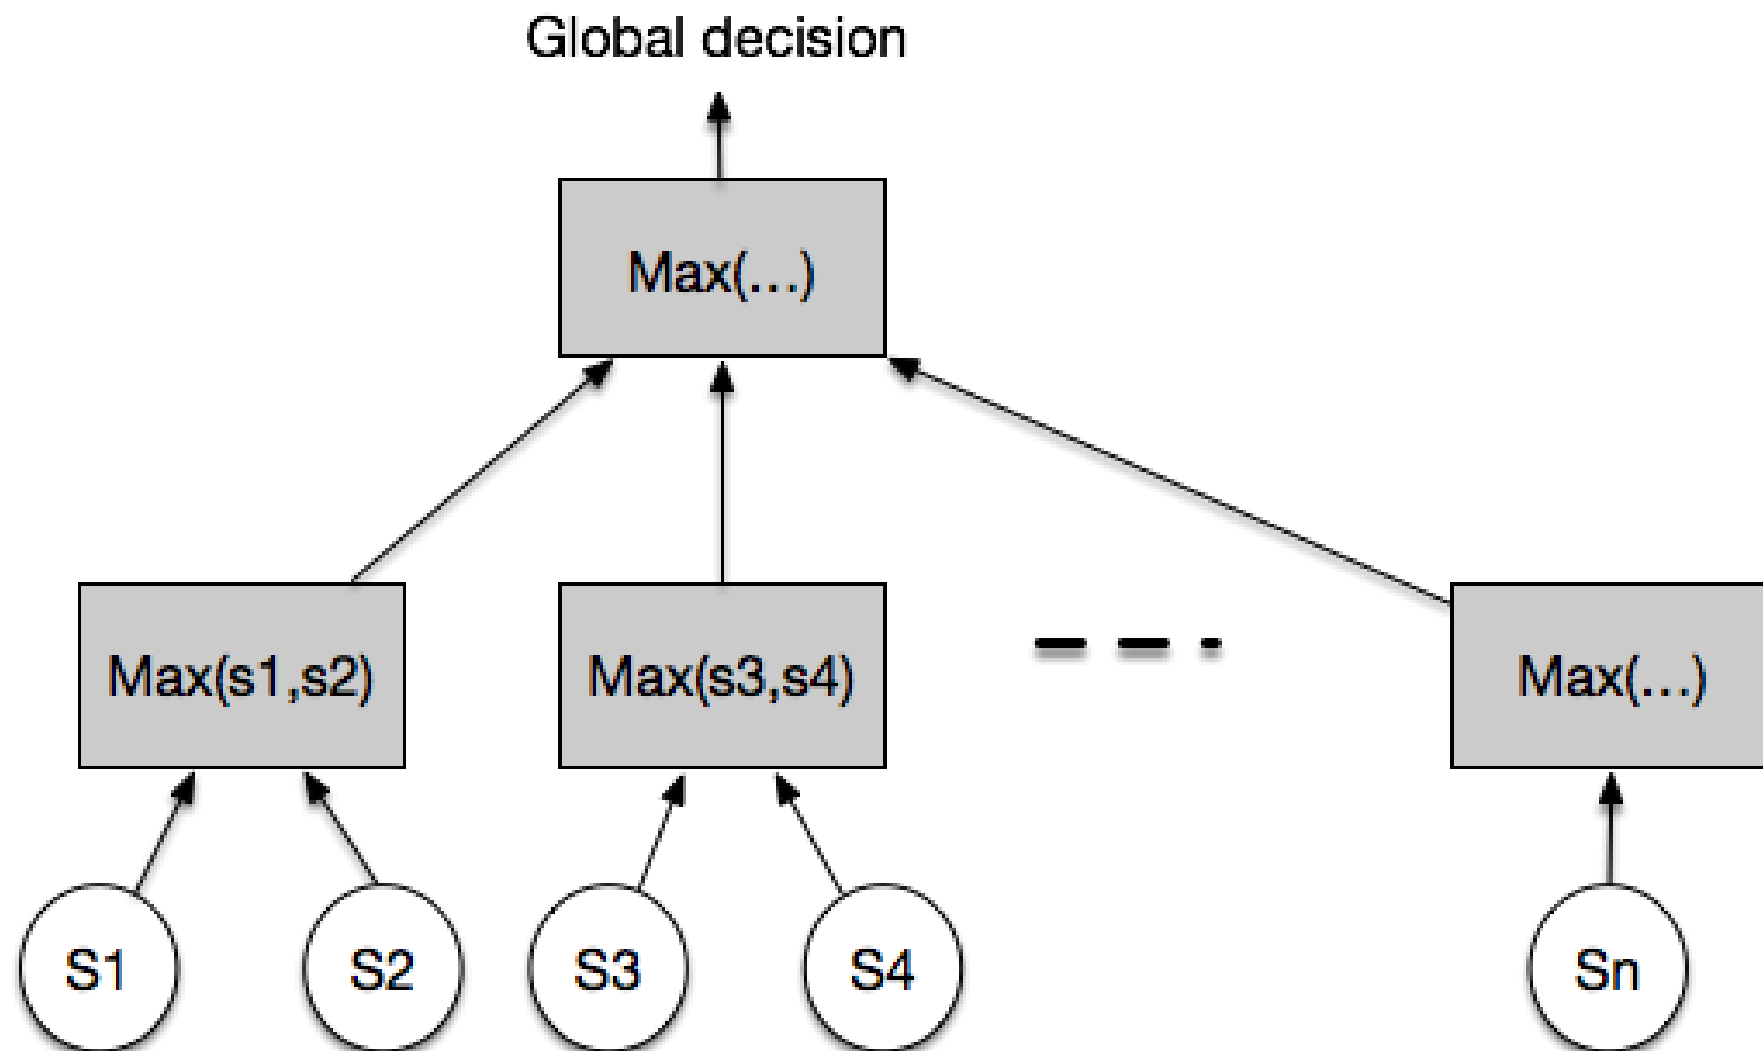 Global decision
Max(...)
Max(s1,s2)
Max(s3,s4)
Max(...)
S1
S2
S3
S4
Sn